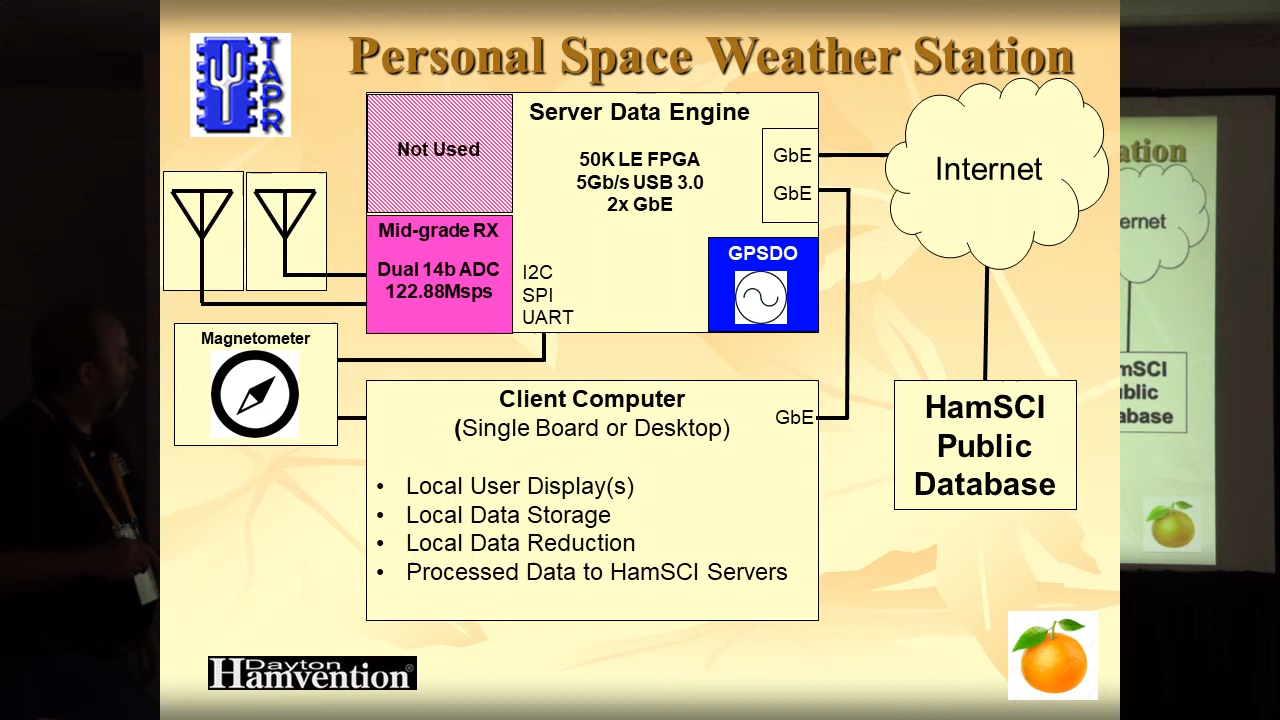 TAPR
Personal Space Weather Station
Not Used
Server Data Engine
50K LE FPGA
5Gb/s USB 3.0
2x GbE
GbE
GbE
Internet
Mid-grade RX
Dual 14b ADC
122.88Msps
I2C
SPI
UART
GPSDO
Magnetometer
Client Computer
(Single Board or Desktop)
GbE
• Local User Display(s)
• Local Data Storage
• Local Data Reduction
• Processed Data to HamSCI Servers
HamSCI
Public
Database
Dayton
Hamvention®
ation
ernet
mSCI
ublic
abase